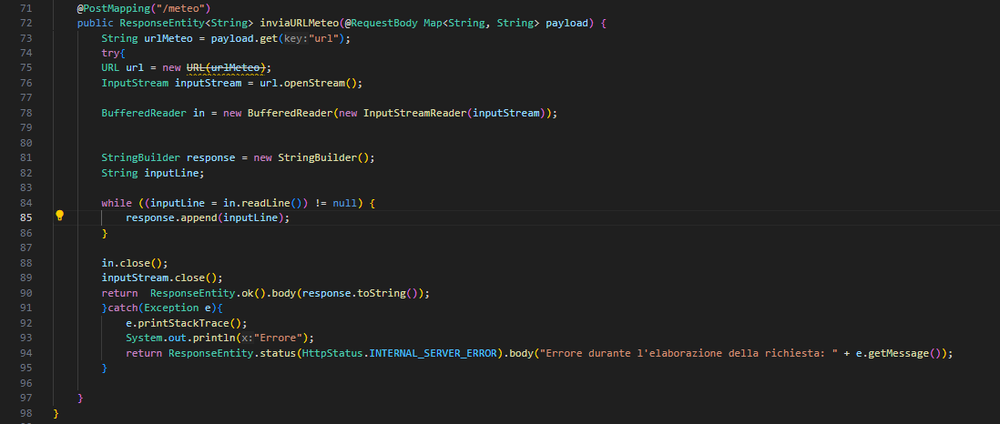 71 @PostMapping("/meteo")
72 public ResponseEntity<String> inviaURLMeteo(@RequestBody Map<String, String> payload) {
73 String urlMeteo = payload.get(key:"url");
74 try{
75 URL url = new URL(urlMeteo);
76 InputStream inputStream = url.openStream();
77
78 BufferedReader in = new BufferedReader(new InputStreamReader(inputStream));
79
80
81 StringBuilder response = new StringBuilder();
82 String inputLine;
83
84 while ((inputLine = in.readLine()) != null) {
85 response.append(inputLine);
86 }
87
88 in.close();
89 inputStream.close();
90 return  ResponseEntity.ok().body(response.toString());
91 }catch(Exception e){
92 e.printStackTrace();
93 System.out.println(x:"Errore");
94 return ResponseEntity.status(HttpStatus.INTERNAL_SERVER_ERROR).body("Errore durante l'elaborazione della richiesta: " + e.getMessage());
95 }
96
97 }
98 }